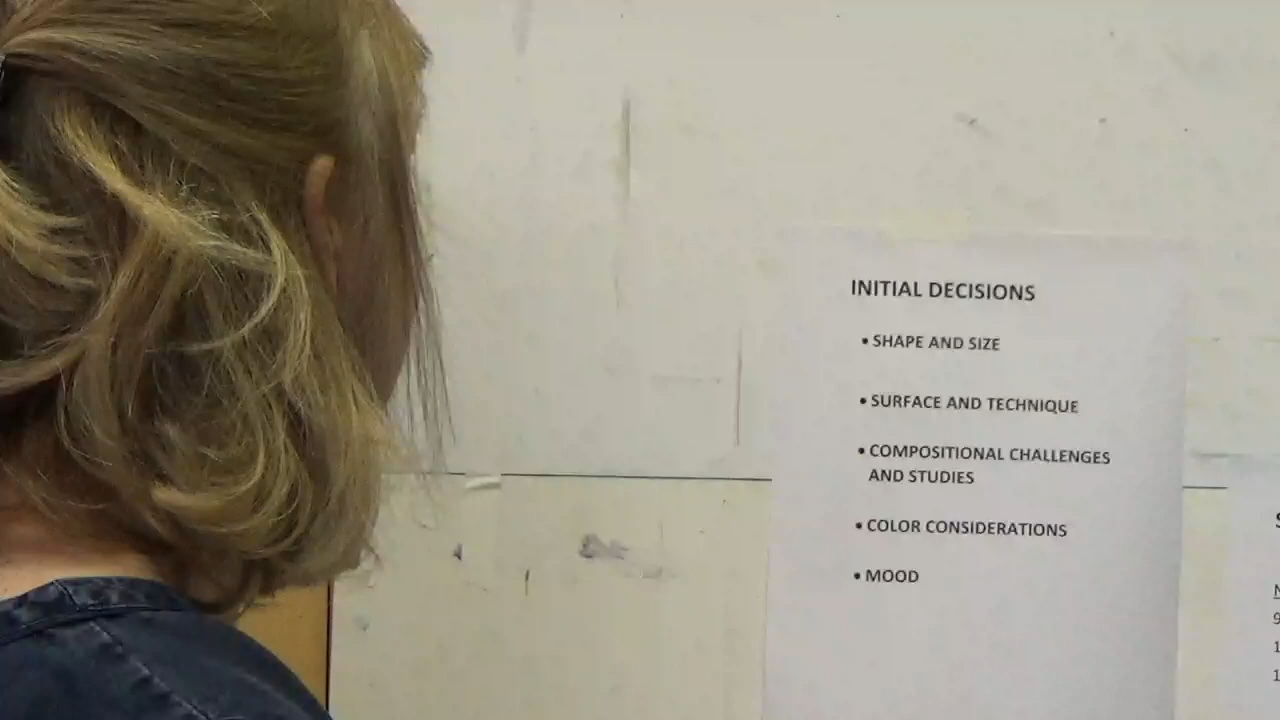 INITIAL DECISIONS
• SHAPE AND SIZE
• SURFACE AND TECHNIQUE
• COMPOSITIONAL CHALLENGES
AND STUDIES
• COLOR CONSIDERATIONS
• MOOD